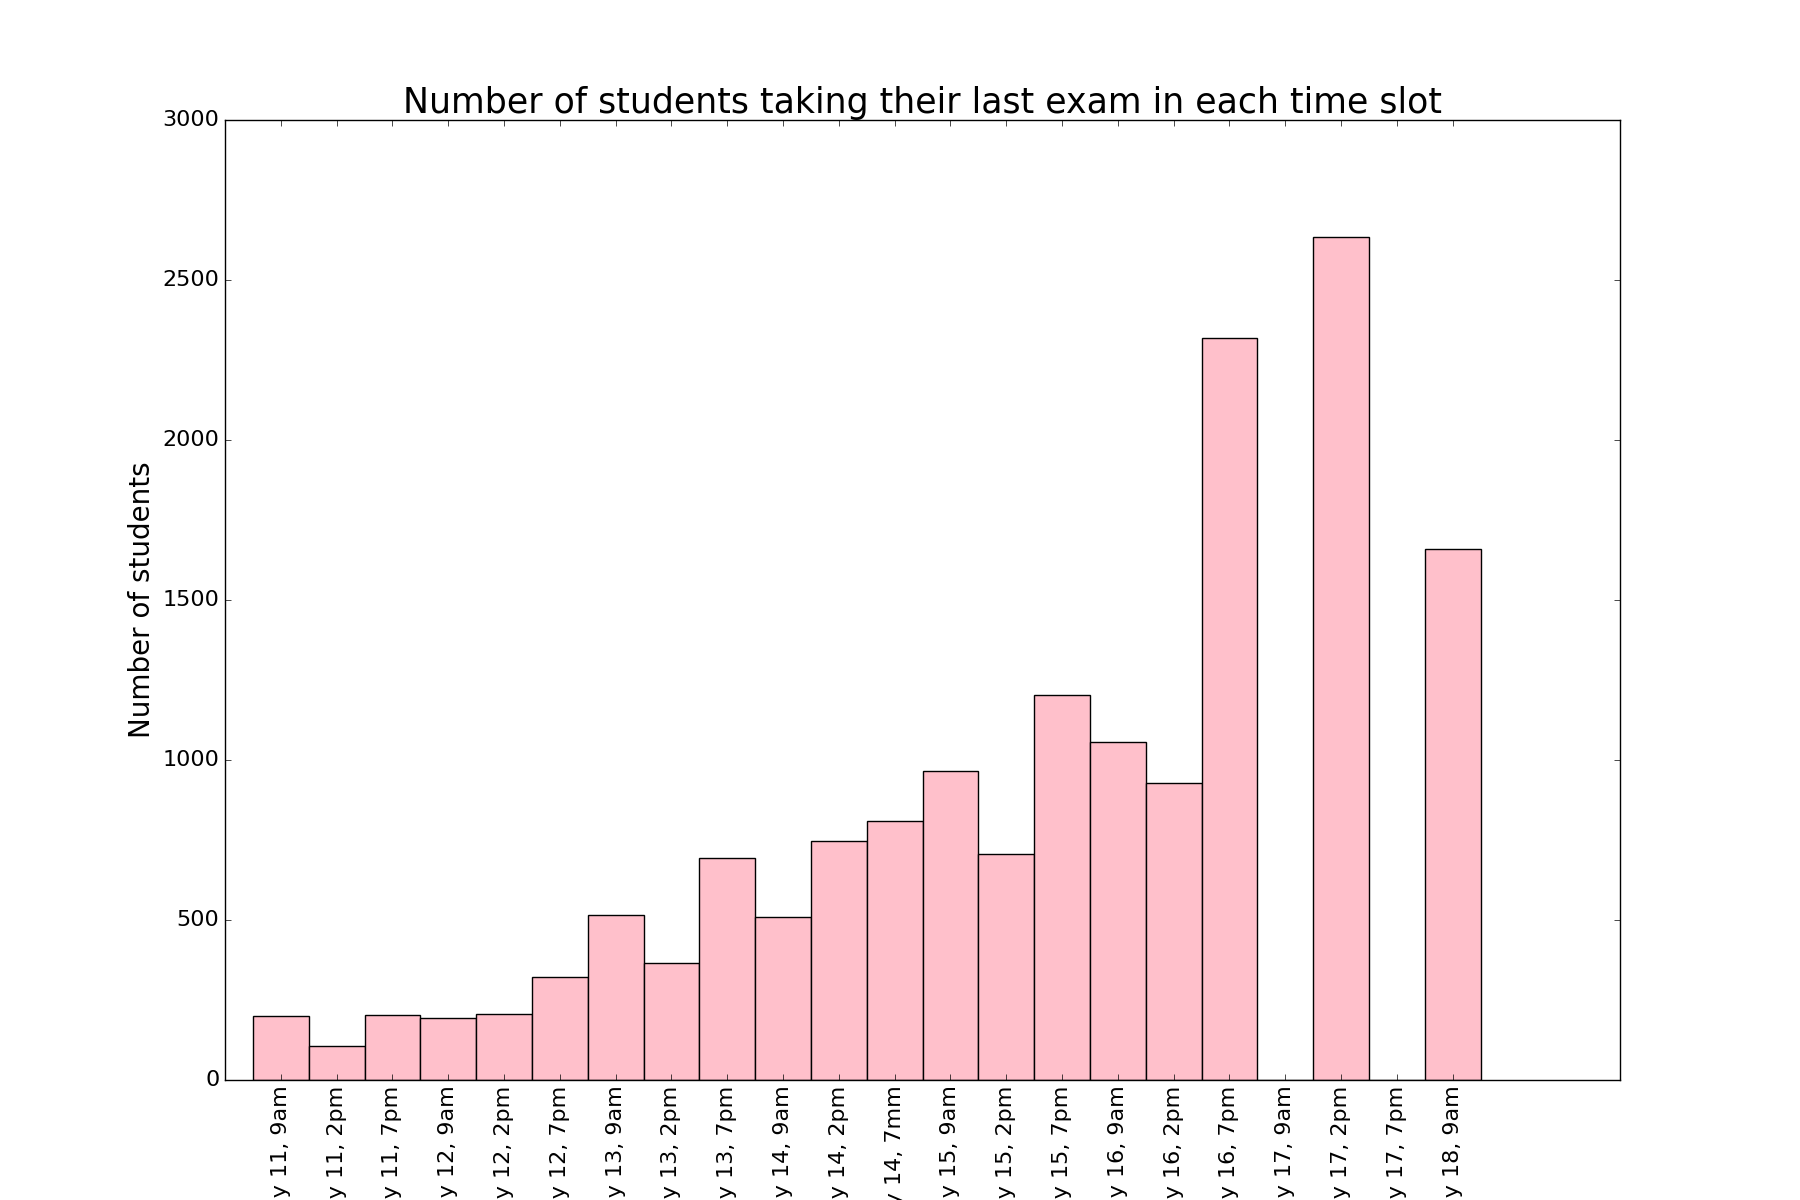 Number of students taking their last exam in each time slot
3000
2500
2000
1500
1000
500
0
Number of students
y 11, 9am
y 11, 2pm
y 11, 7pm
y 12, 9am
y 12, 2pm
y 12, 7pm
y 13, 9am
y 13, 2pm
y 13, 7pm
y 14, 9am
y 14, 2pm
y 14, 7mm
y 15, 9am
y 15, 2pm
y 15, 7pm
y 16, 9am
y 16, 2pm
y 16, 7pm
y 17, 9am
y 17, 2pm
y 17, 7pm
y 18, 9am